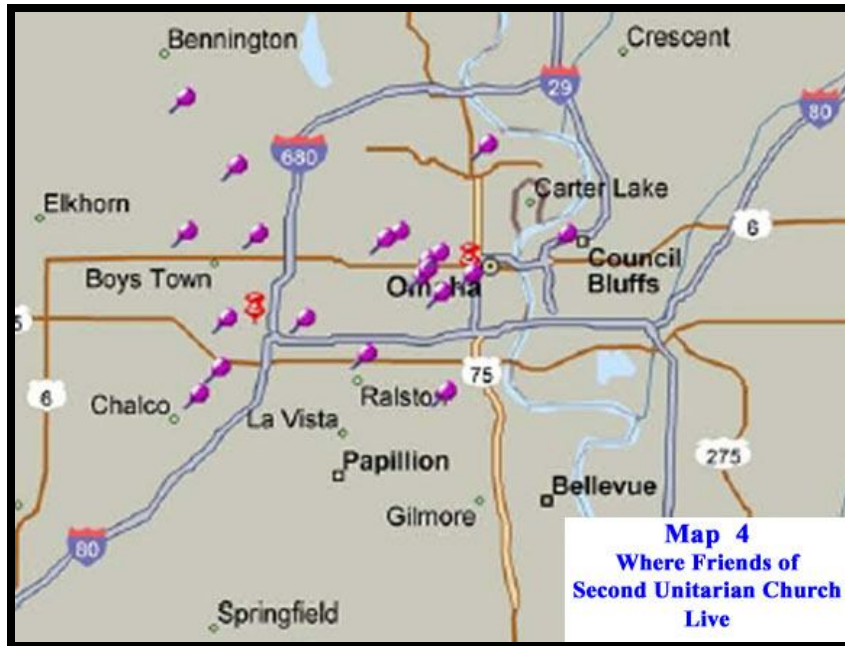 Bennington
Crescent
29
80
680
Carter Lake
Elkhorn
6
Boys Town
Council
Bluffs
Omaha
75
6
Chalco
Ralston
La Vista
275
Papillion
Bellevue
Gilmore
80
Springfield
Map 4
Where Friends of
Second Unitarian Church
Live